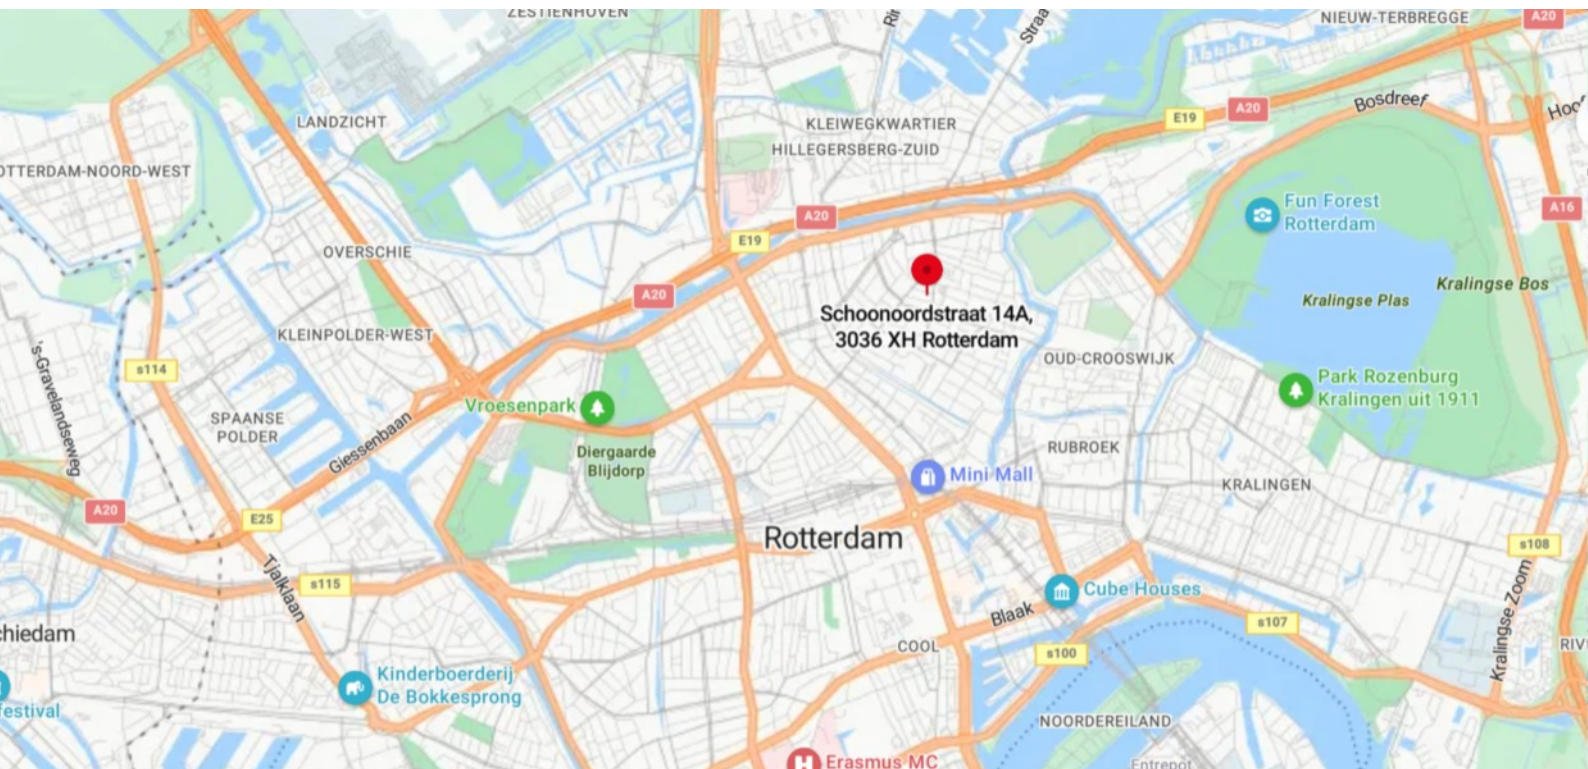 ZESTIENHOVEN
NIEUW-TERBREGGE
A20
Bosdreef
A20
E19
LANDZICHT
KLEIWEGKWARTIER
HILLEGERSBERG-ZUID
OTTERDAM-NOORD-WEST
Fun Forest
Rotterdam
A16
A20
E19
OVERSCHIE
Kralingse Bos
Kralingse Plas
A20
Schoonoordstraat 14A,
3036 XH Rotterdam
KLEINPOLDER-WEST
's-Gravelandseweg
s114
OUD-CROOSWIJK
Park Rozenburg
Kralingen uit 1911
Vroesenpark
SPAANSE
POLDER
Giessenbaan
Diergaarde
Blijdorp
RUBROEK
Mini Mall
KRALINGEN
A20
E25
Rotterdam
s108
Tjalklaan
s115
Cube Houses
Blaak
s107
Kralingse Zoom
chiedam
COOL
s100
RIV
Kinderboerderij
De Bokkesprong
festival
NOORDEREILAND
Erasmus MC
Entrepot